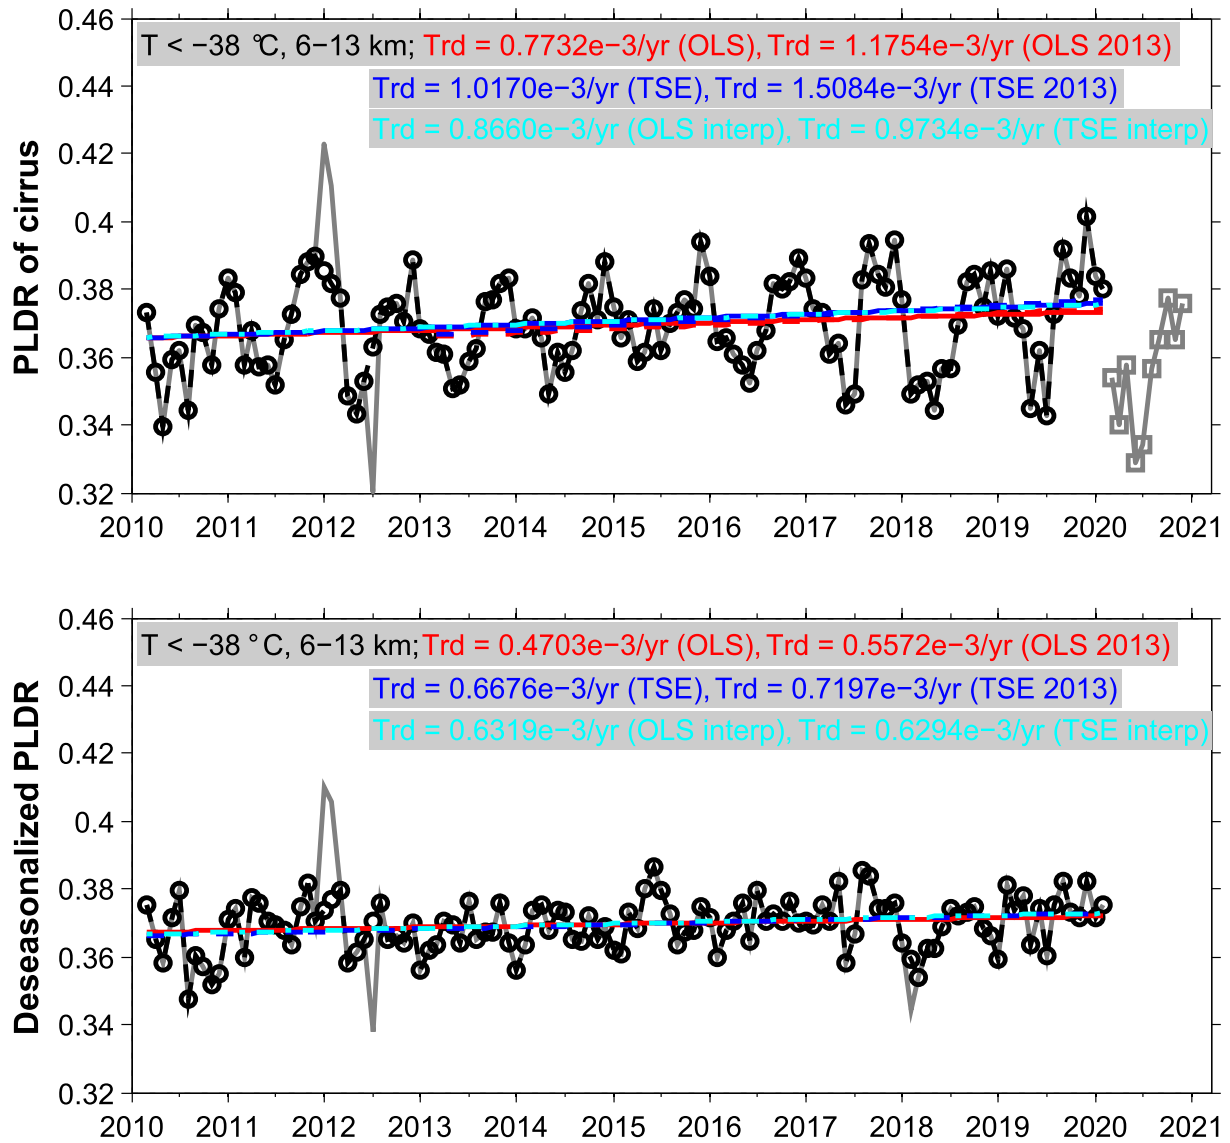 0.46
T < −38 °C, 6−13 km; Trd = 0.7732e−3/yr (OLS), Trd = 1.1754e−3/yr (OLS 2013)
Trd = 1.0170e−3/yr (TSE), Trd = 1.5084e−3/yr (TSE 2013)
Trd = 0.8660e−3/yr (OLS interp), Trd = 0.9734e−3/yr (TSE interp)
0.44
0.42
0.4
0.38
0.36
0.34
0.32
PLDR of cirrus
2010 2011 2012 2013 2014 2015 2016 2017 2018 2019 2020 2021
0.46
T < −38 °C, 6−13 km; Trd = 0.4703e−3/yr (OLS), Trd = 0.5572e−3/yr (OLS 2013)
Trd = 0.6676e−3/yr (TSE), Trd = 0.7197e−3/yr (TSE 2013)
Trd = 0.6319e−3/yr (OLS interp), Trd = 0.6294e−3/yr (TSE interp)
0.44
0.42
0.4
0.38
0.36
0.34
0.32
Deseasonalized PLDR
2010 2011 2012 2013 2014 2015 2016 2017 2018 2019 2020 2021